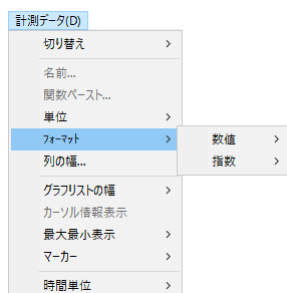 計測データ(D)
切り替え
名前...
関数ペースト...
単位
フォーマット
数値
指数
列の幅...
グラフリストの幅
カーソル情報表示
最大最小表示
マーカー
時間単位